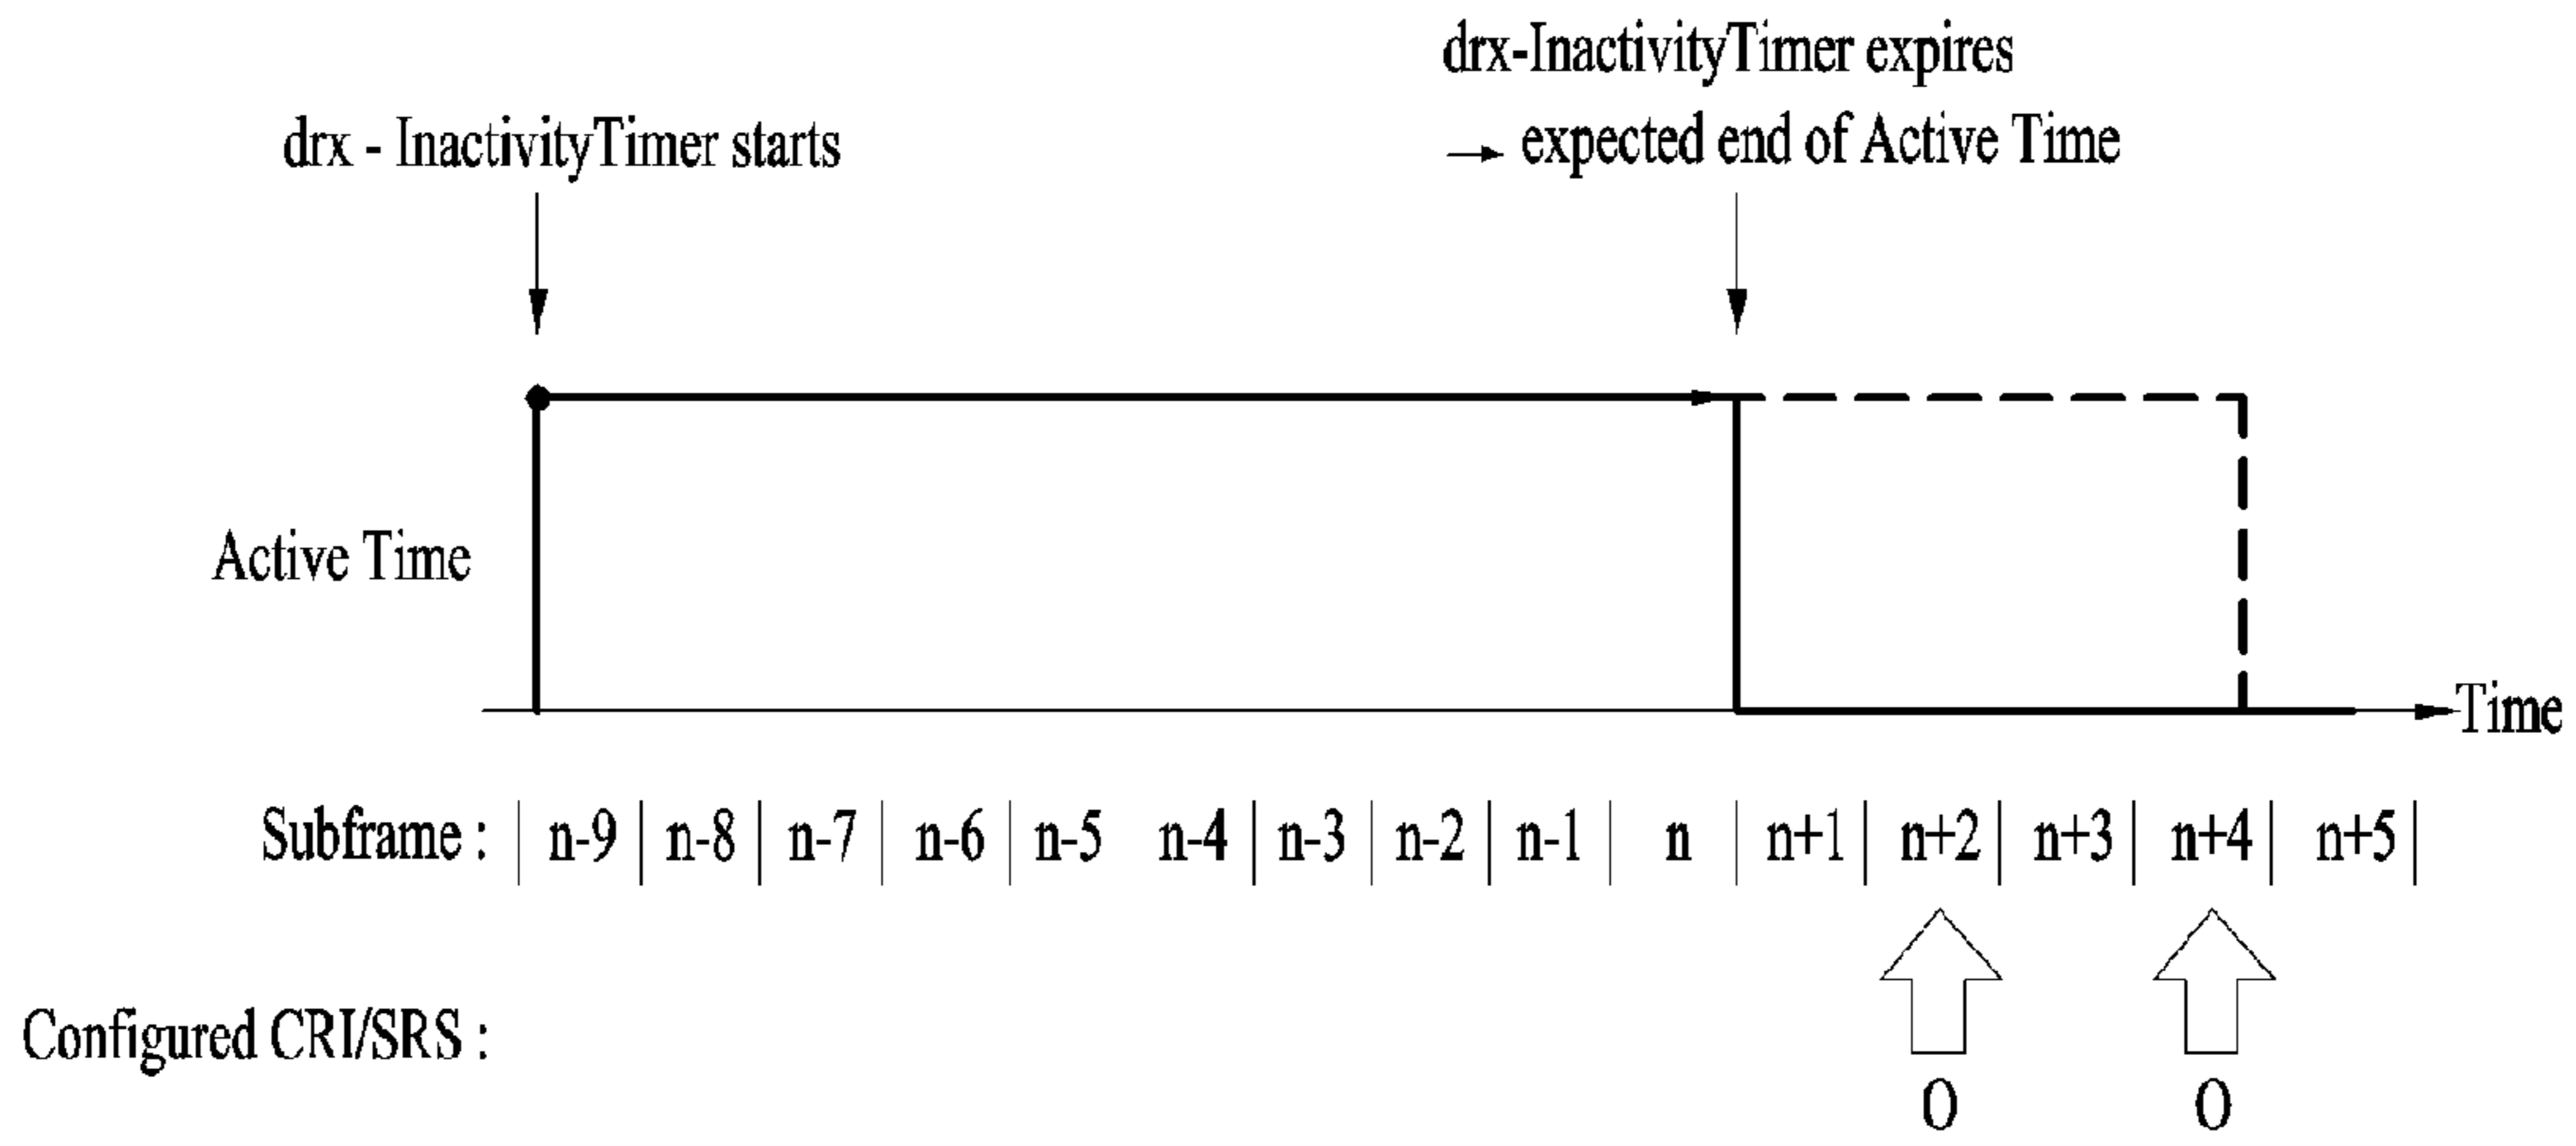 drx-InactivityTimer expires
→ expected end of Active Time
drx - InactivityTimer starts
Active Time
Time
Subframe : | n-9 | n-8 | n-7 | n-6 | n-5 n-4 | n-3 | n-2 | n-1 | n | n+1 | n+2 | n+3 | n+4 | n+5 |
Configured CRI/SRS :
O O